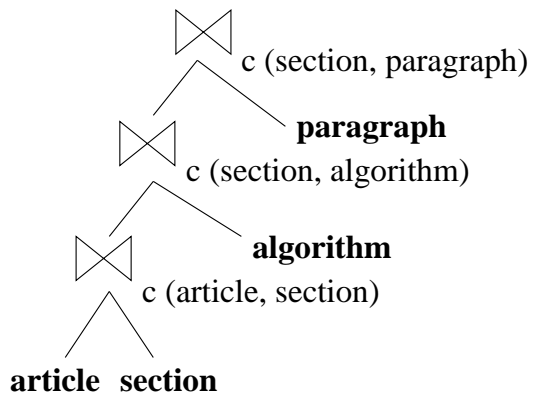 c (section, paragraph)
paragraph
c (section, algorithm)
algorithm
c (article, section)
article section